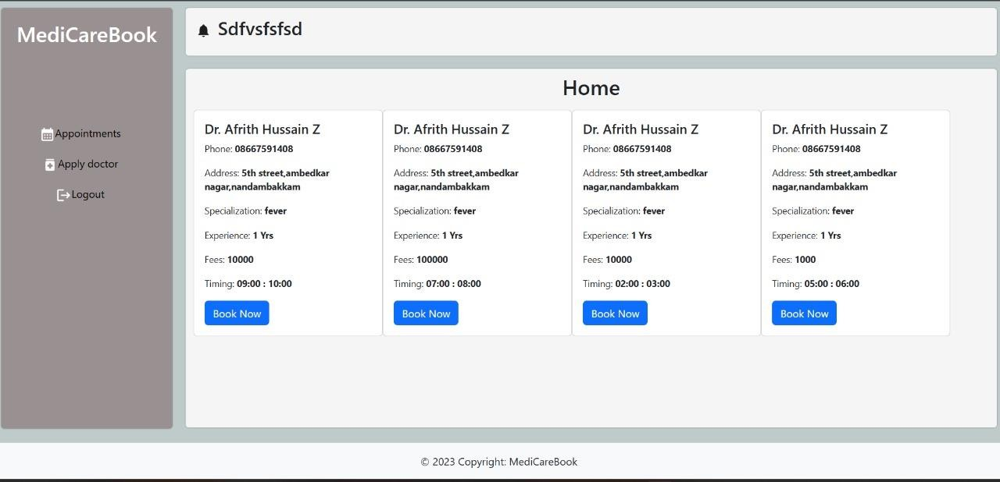 MediCareBook
Appointments
Apply doctor
Logout
Sdfvsfsfsd
Home
Dr. Afrith Hussain Z
Phone: 08667591408
Address: 5th street,ambedkar
nagar,nandambakkam
Specialization: fever
Experience: 1 Yrs
Fees: 10000
Timing: 09:00 : 10:00
Book Now
Dr. Afrith Hussain Z
Phone: 08667591408
Address: 5th street,ambedkar
nagar,nandambakkam
Specialization: fever
Experience: 1 Yrs
Fees: 100000
Timing: 07:00 : 08:00
Book Now
Dr. Afrith Hussain Z
Phone: 08667591408
Address: 5th street,ambedkar
nagar,nandambakkam
Specialization: fever
Experience: 1 Yrs
Fees: 10000
Timing: 02:00 : 03:00
Book Now
Dr. Afrith Hussain Z
Phone: 08667591408
Address: 5th street,ambedkar
nagar,nandambakkam
Specialization: fever
Experience: 1 Yrs
Fees: 1000
Timing: 05:00 : 06:00
Book Now
© 2023 Copyright: MediCareBook